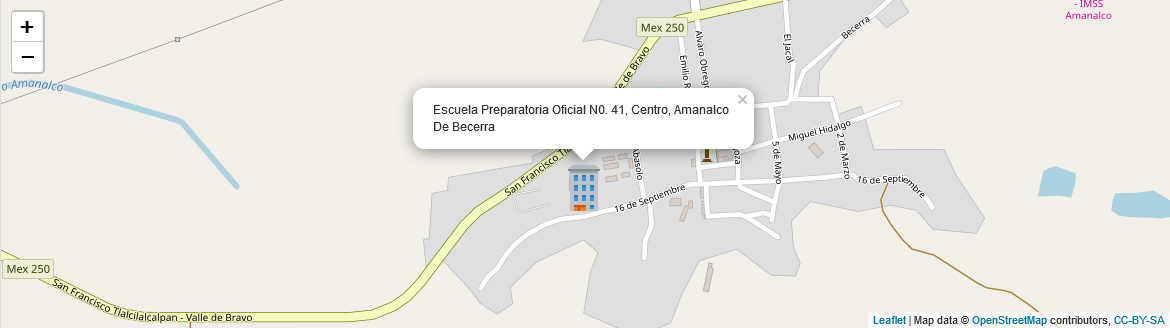 +
−
o Amanalco
Mex 250
- IMSS
Amanalco
Becerra
El Jacal
Alvaro Obreg
Emilio R
de Bravo
Escuela Preparatoria Oficial N0. 41, Centro, Amanalco
De Becerra
×
Miguel Hidalgo
2 de Marzo
5 de Mayo
Abasolo
oza
San Francisco Tla
16 de Septiembre
16 de Septiembre
Mex 250
San Francisco Tlalcilalcalpan - Valle de Bravo
Leaflet | Map data © OpenStreetMap contributors, CC-BY-SA